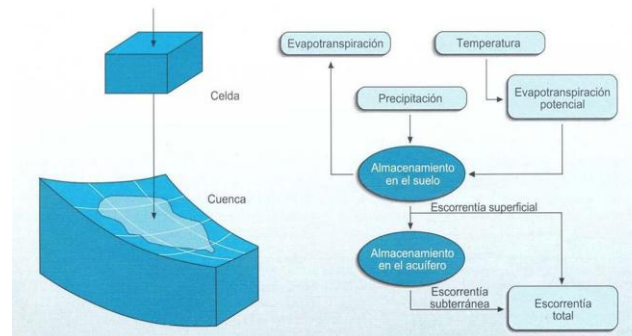 Celda
Cuenca
Evapotranspiración
Temperatura
Precipitación
Evapotranspiración
potencial
Almacenamiento
en el suelo
Escorrentía superficial
Almacenamiento
en el acuífero
Escorrentía
subterránea
Escorrentía
total